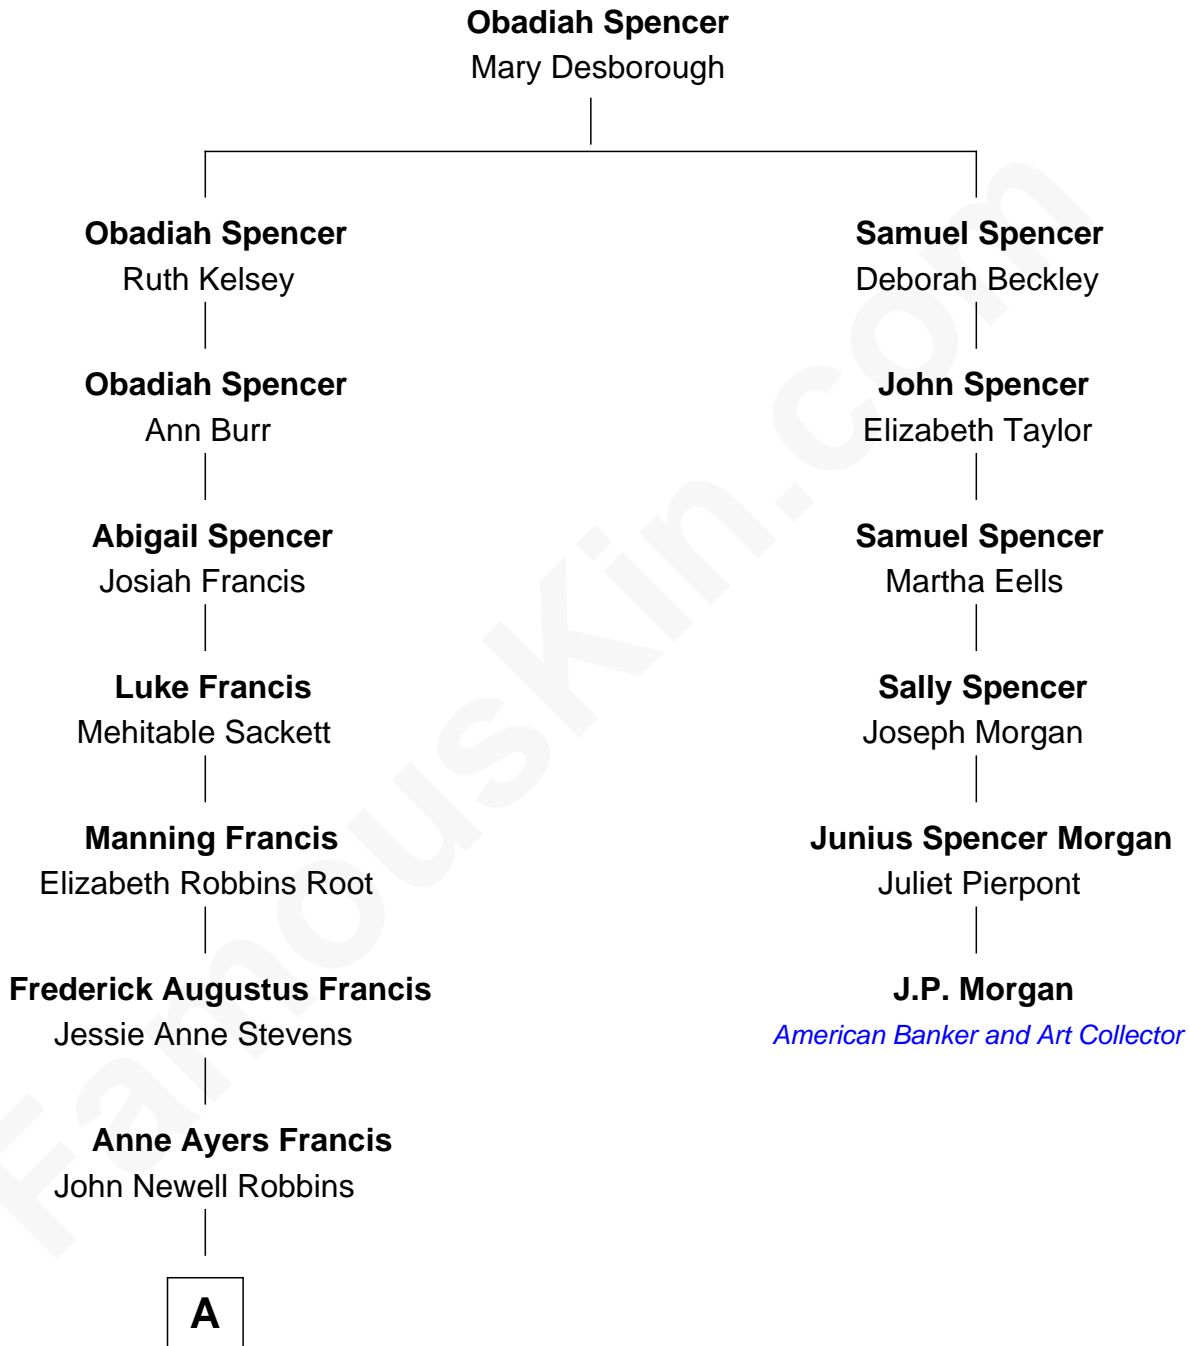 Obadiah Spencer
Mary Desborough
Obadiah Spencer
Ruth Kelsey
Samuel Spencer
Deborah Beckley
Obadiah Spencer
Ann Burr
John Spencer
Elizabeth Taylor
Abigail Spencer
Josiah Francis
Samuel Spencer
Martha Eells
Luke Francis
Mehitable Sackett
Sally Spencer
Joseph Morgan
Manning Francis
Elizabeth Robbins Root
Junius Spencer Morgan
Juliet Pierpont
Frederick Augustus Francis
Jessie Anne Stevens
J.P. Morgan
American Banker and Art Collector
Anne Ayers Francis
John Newell Robbins
A
FamousKin.com